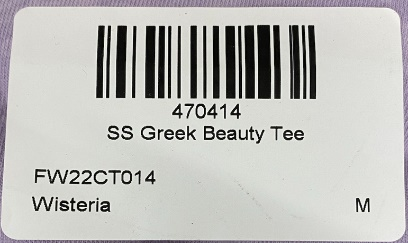 470414
SS Greek Beauty Tee
FW22CT014
Wisteria M